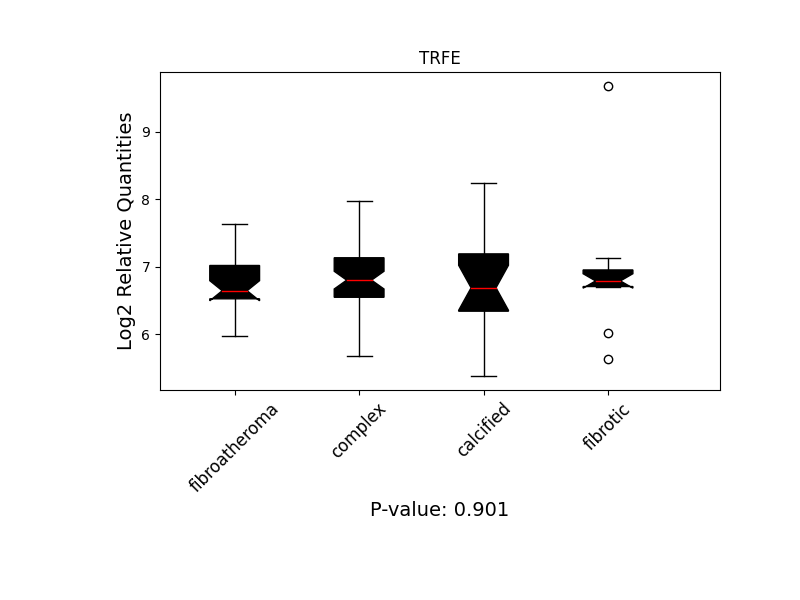 TRFE
Log2 Relative Quantities
9
8
7
6
fibroatheroma
complex
calcified
fibrotic
P-value: 0.901